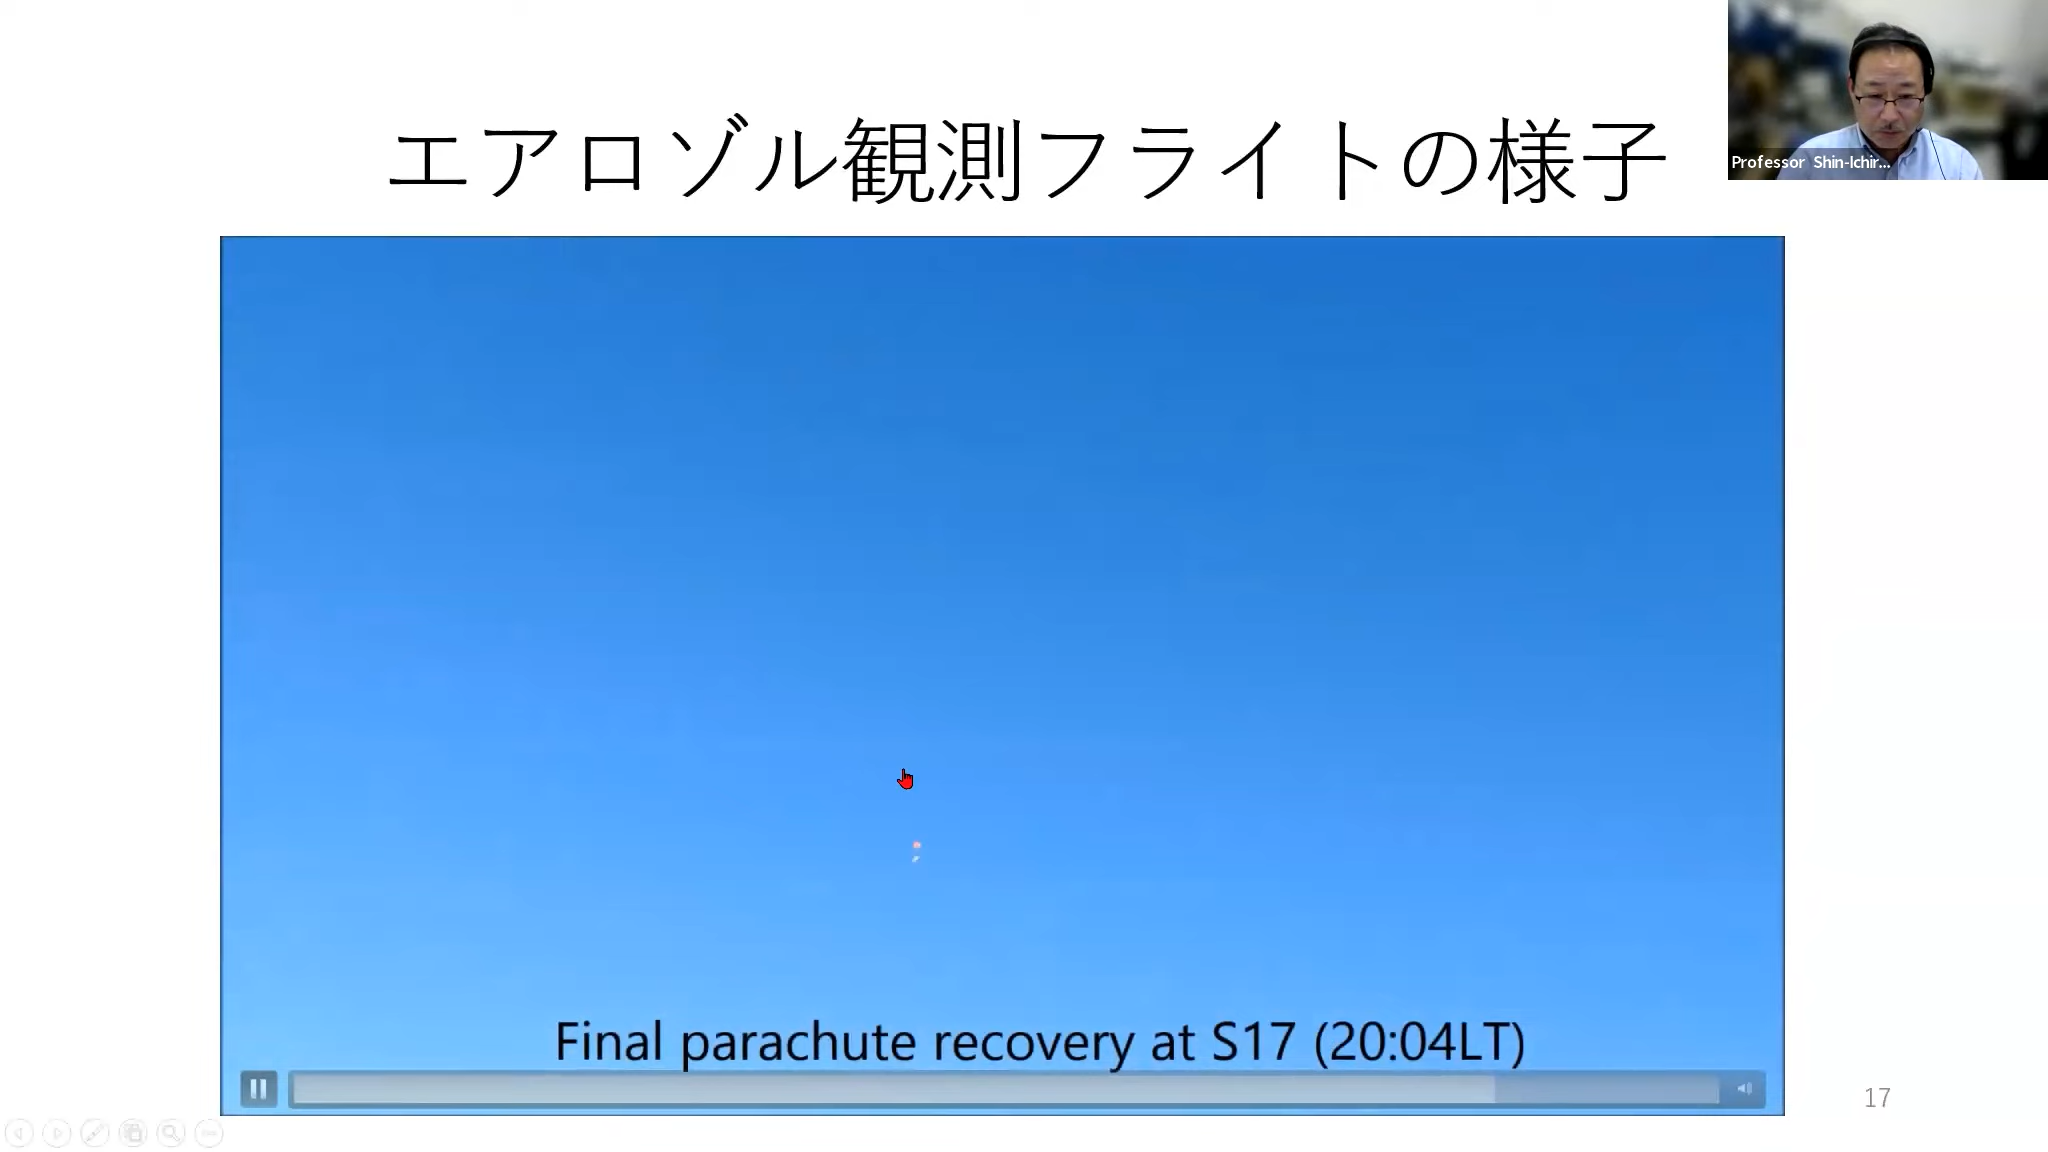 エアロゾル観測フライトの様子
Professor Shin-Ichir...
Final parachute recovery at S17 (20:04LT)
17